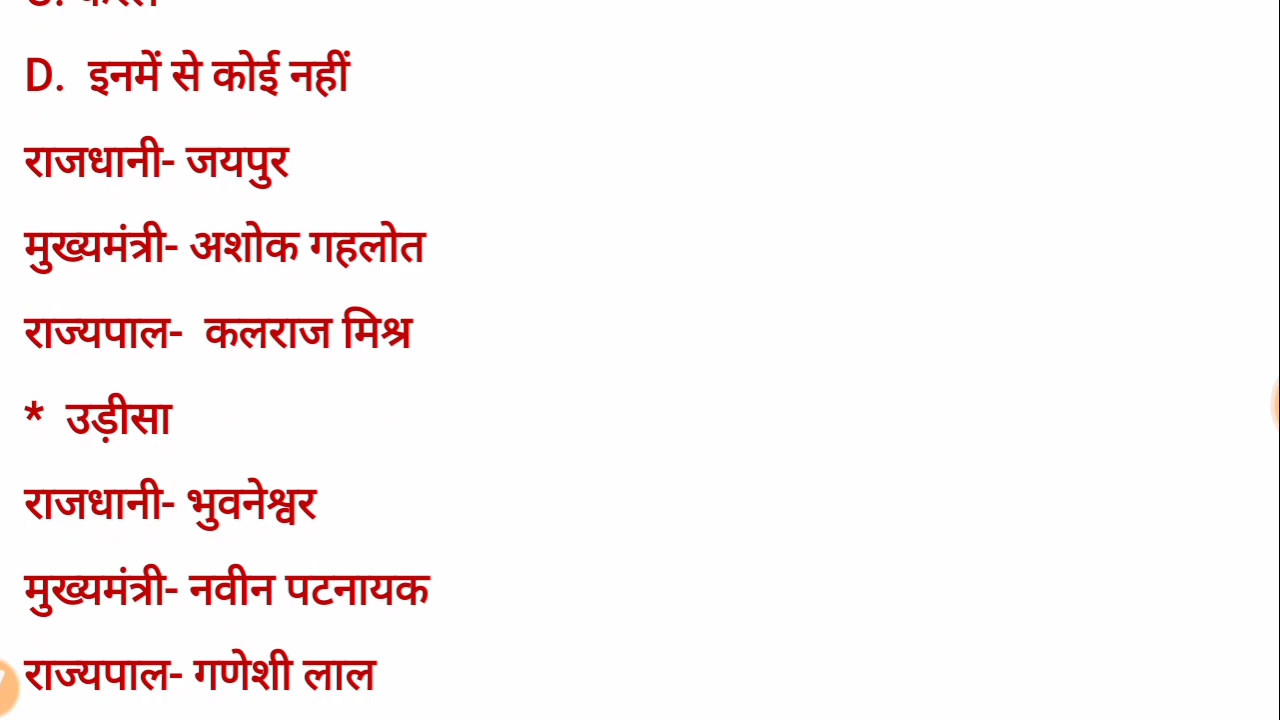 D. इनमें से कोई नहीं
राजधानी- जयपुर
मुख्यमंत्री- अशोक गहलोत
राज्यपाल- कलराज मिश्र
* उड़ीसा
राजधानी- भुवनेश्वर
मुख्यमंत्री- नवीन पटनायक
राज्यपाल- गणेशी लाल